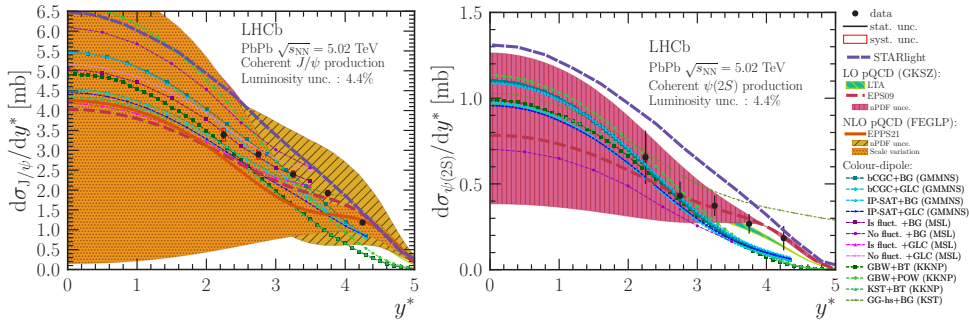 LHCb
PbPb √sNN = 5.02 TeV
Coherent J/ψ production
Luminosity unc. : 4.4%
dσJ/ψ/dy* [mb]
6.5
6.0
5.5
5.0
4.5
4.0
3.5
3.0
2.5
2.0
1.5
1.0
0.5
0.0
0 1 2 3 4 5
y*
LHCb
PbPb √sNN = 5.02 TeV
Coherent ψ(2S) production
Luminosity unc. : 4.4%
dσψ(2S)/dy* [mb]
1.5
1.0
0.5
0.0
0 1 2 3 4 5
y*
data
stat. unc.
syst. unc.
STARlight
LO pQCD (GKSZ):
LTA
EPS09
nPDF unce.
NLO pQCD (FEGLP):
EPPS21
nPDF unce.
Scale variation
Colour-dipole:
bCGC+BG (GMMNS)
bCGC+GLC (GMMNS)
IP-SAT+BG (GMMNS)
IP-SAT+GLC (GMMNS)
Is fluct. +BG (MSL)
No fluct. +BG (MSL)
Is fluct. +GLC (MSL)
No fluct. +GLC (MSL)
GBW+BT (KKNP)
GBW+POW (KKNP)
KST+BT (KKNP)
GG-hs+BG (KST)